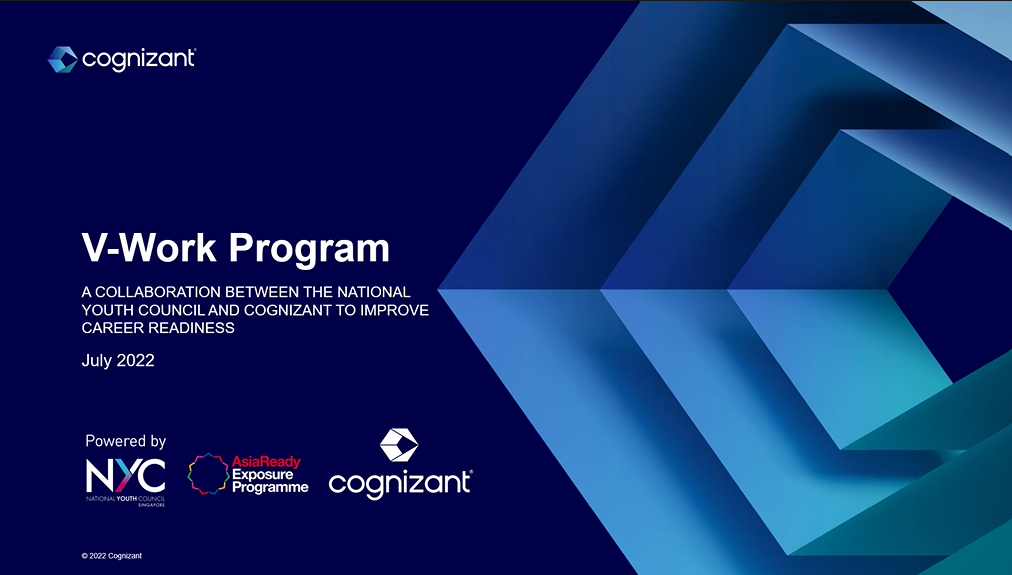 cognizant
V-Work Program
A COLLABORATION BETWEEN THE NATIONAL
YOUTH COUNCIL AND COGNIZANT TO IMPROVE
CAREER READINESS
July 2022
Powered by
NYC
NATIONAL YOUTH COUNCIL
SINGAPORE
AsiaReady
Exposure
Programme
cognizant
© 2022 Cognizant